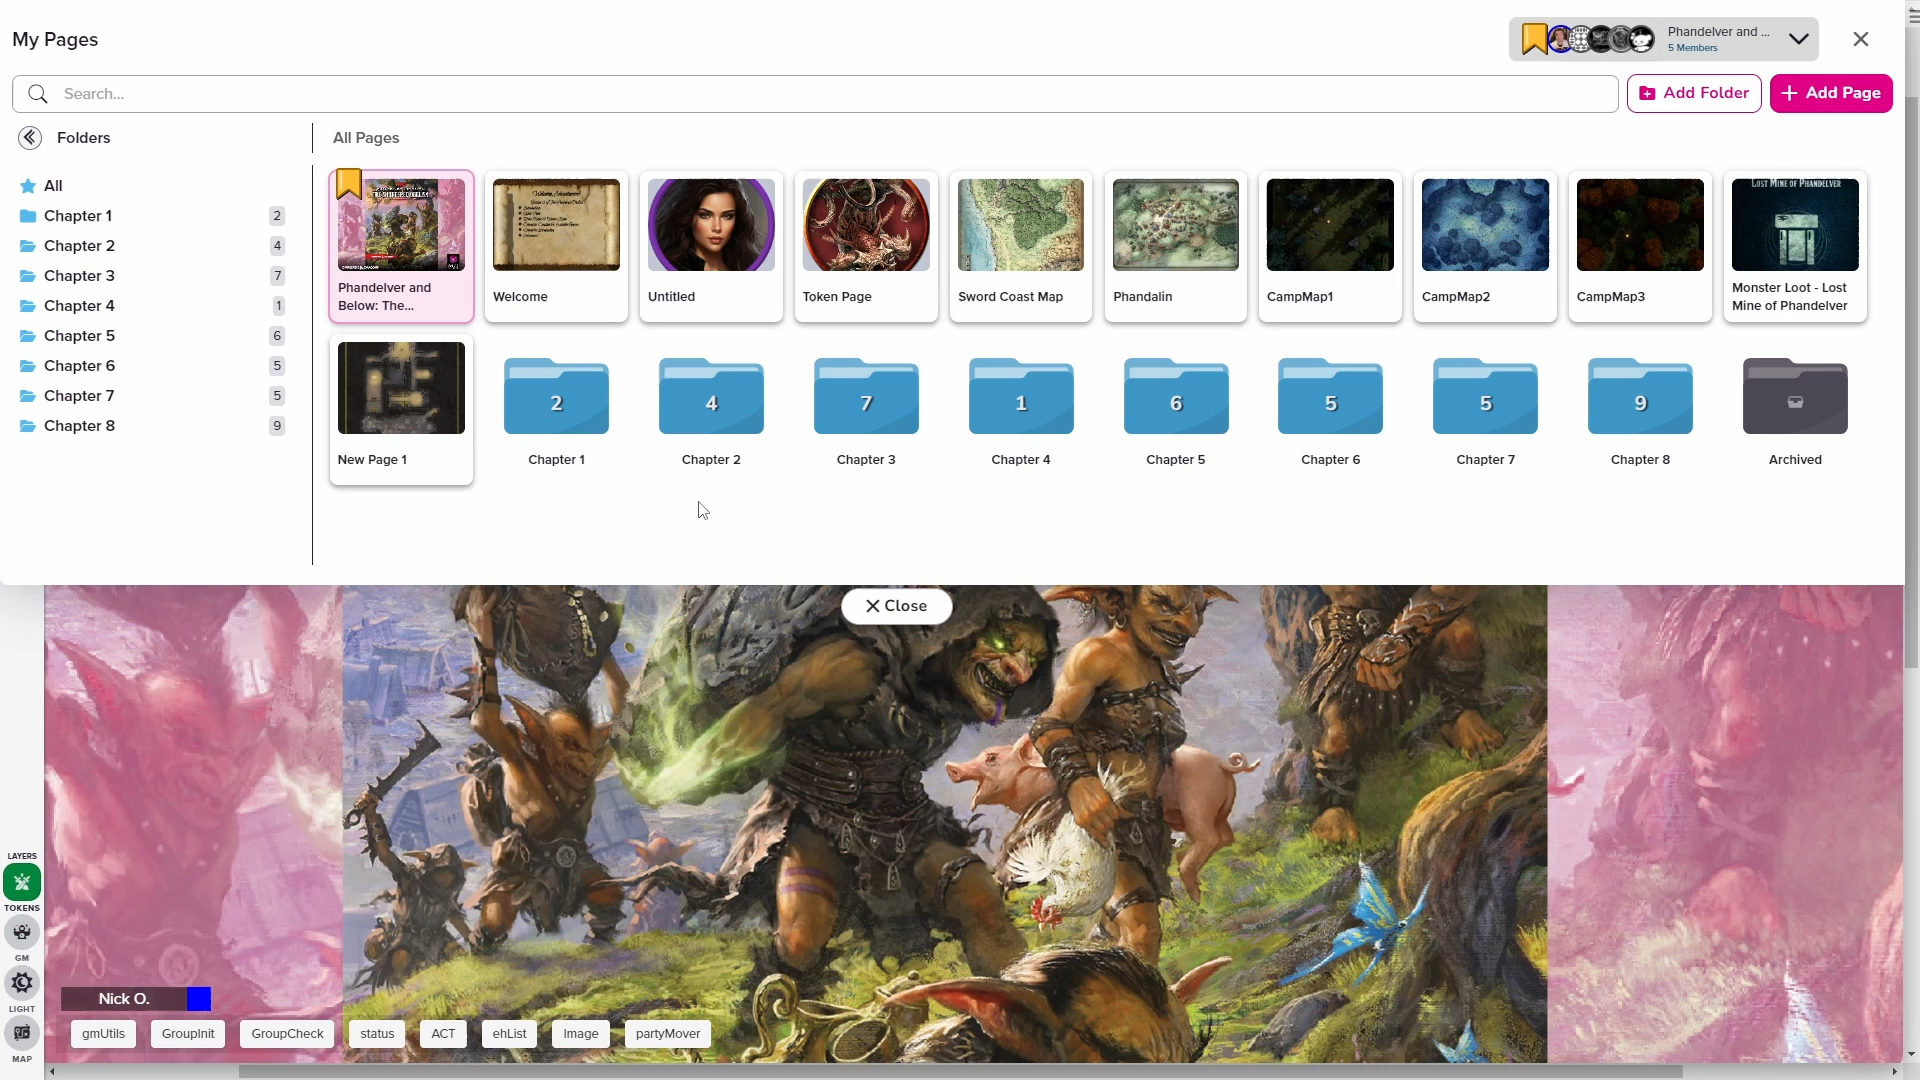 My Pages
Phandelver and ...
5 Members
Search...
Add Folder
Add Page
Folders
All Pages
All
Chapter 1 2
Chapter 2 4
Chapter 3 7
Chapter 4 1
Chapter 5 6
Chapter 6 5
Chapter 7 5
Chapter 8 9
Phandelver and
Below: The...
Welcome
Untitled
Token Page
Sword Coast Map
Phandalin
CampMap1
CampMap2
CampMap3
LOST MINE OF PHANDELVER
Monster Loot - Lost
Mine of Phandelver
New Page 1
2
Chapter 1
4
Chapter 2
7
Chapter 3
1
Chapter 4
6
Chapter 5
5
Chapter 6
5
Chapter 7
9
Chapter 8
Archived
Close
LAYERS
TOKENS
GM
LIGHT
MAP
Nick O.
gmUtils
GroupInit
GroupCheck
status
ACT
ehList
Image
partyMover